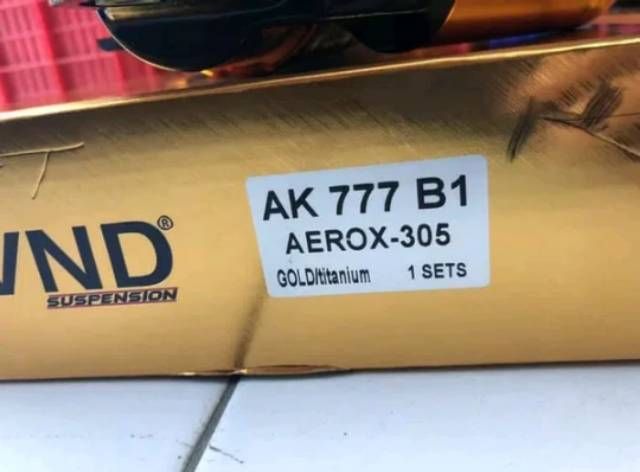 VND®
SUSPENSION
AK 777 B1
AEROX-305
GOLD/titanium 1 SETS